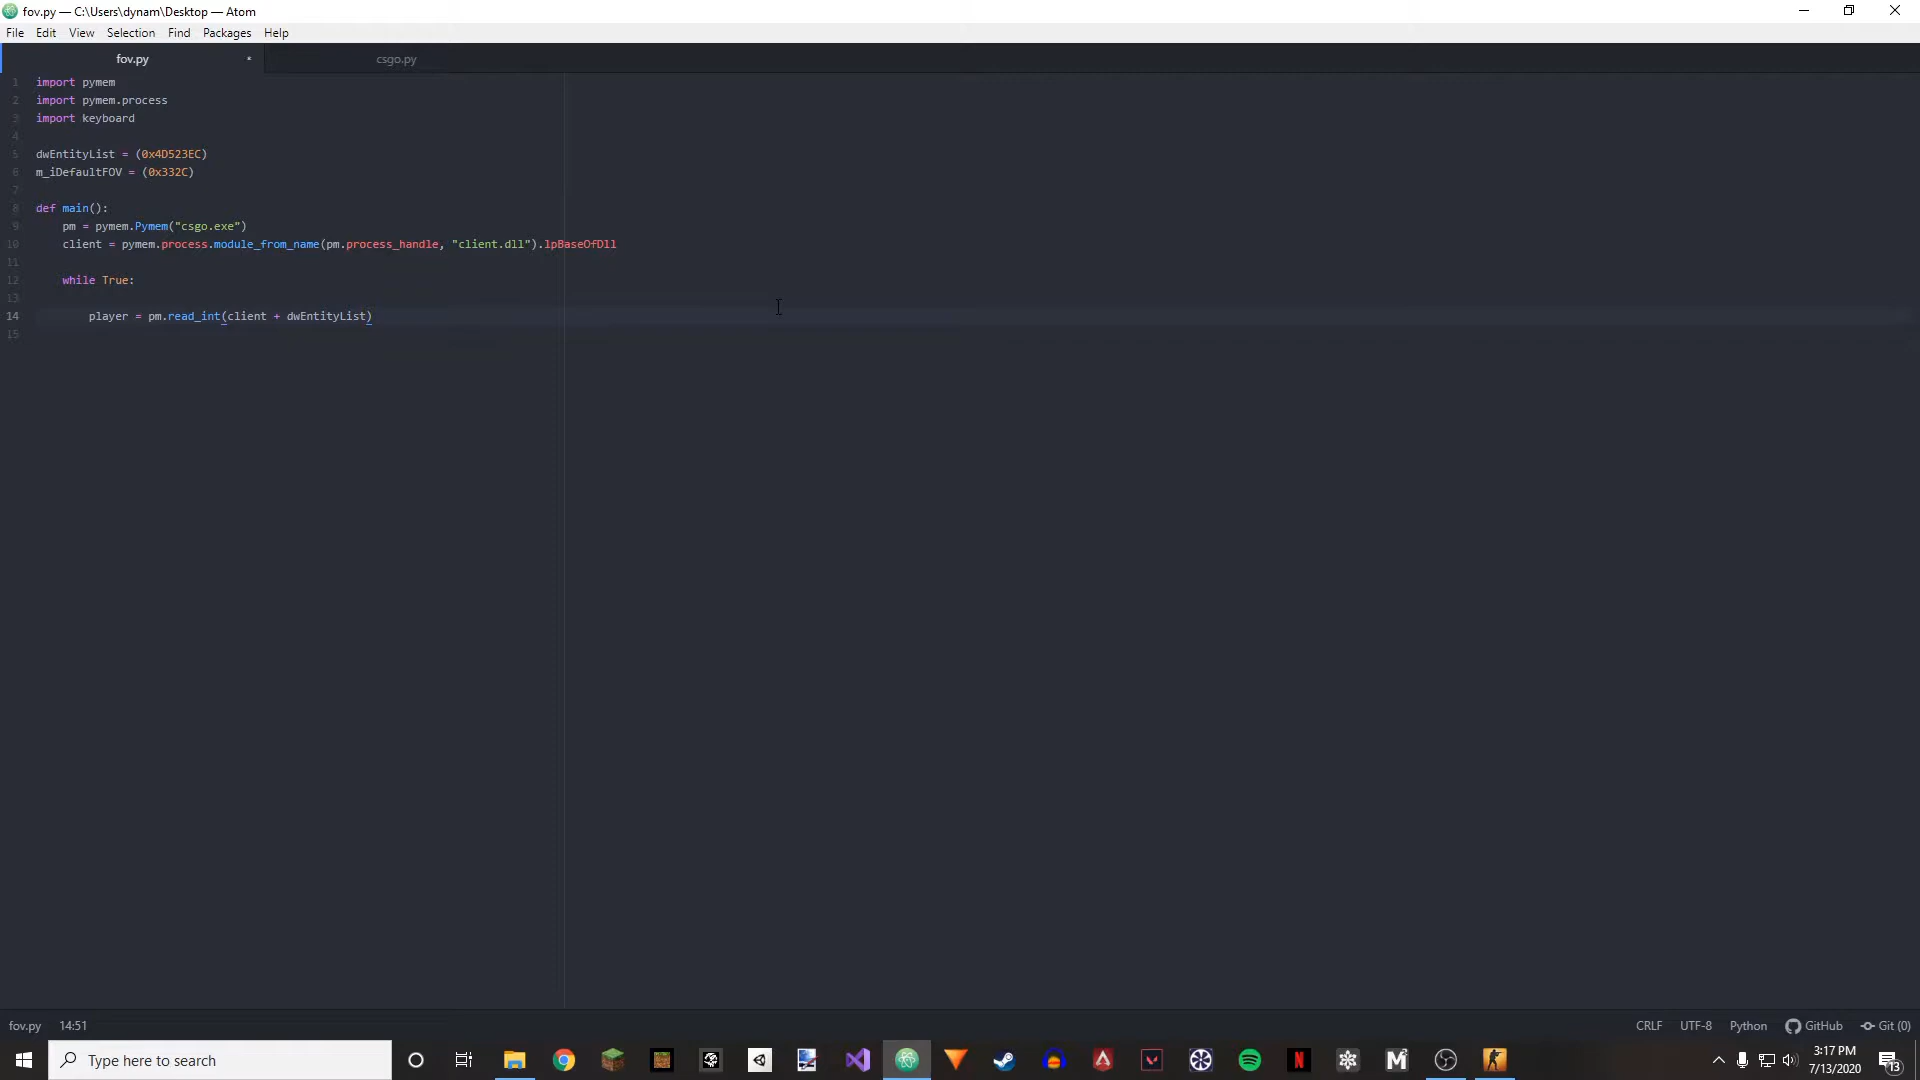 fov.py — C:\Users\dynam\Desktop — Atom
File Edit View Selection Find Packages Help
fov.py csgo.py
1 import pymem
2 import pymem.process
3 import keyboard
4
5 dwEntityList = (0x4D523EC)
6 m_iDefaultFOV = (0x332C)
7
8 def main():
9 pm = pymem.Pymem("csgo.exe")
10 client = pymem.process.module_from_name(pm.process_handle, "client.dll").lpBaseOfDll
11
12 while True:
13
14 player = pm.read_int(client + dwEntityList)
15
fov.py 14:51 CRLF UTF-8 Python GitHub Git (0)
Type here to search
3:17 PM
7/13/2020
13